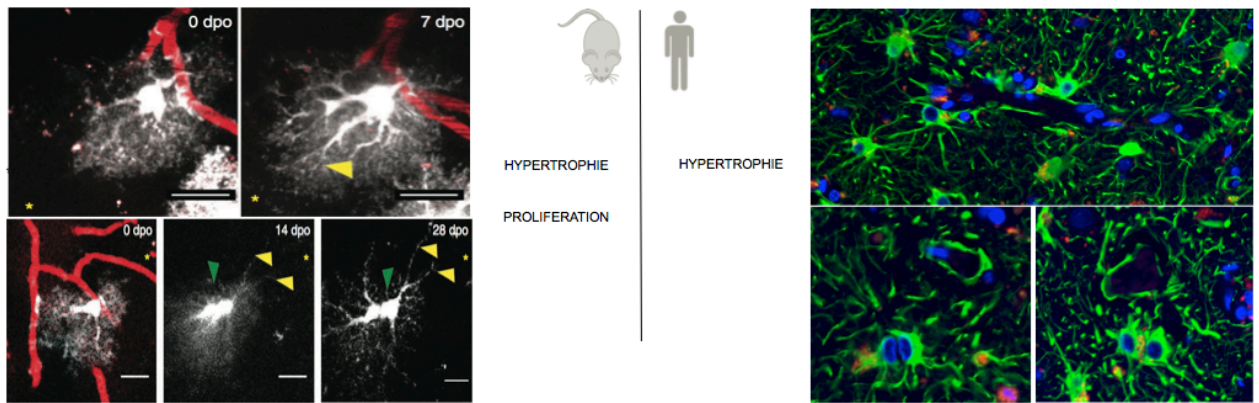 0 dpo
7 dpo
*
*
HYPERTROPHIE
HYPERTROPHIE
PROLIFERATION
0 dpo
14 dpo
28 dpo
*
*
*